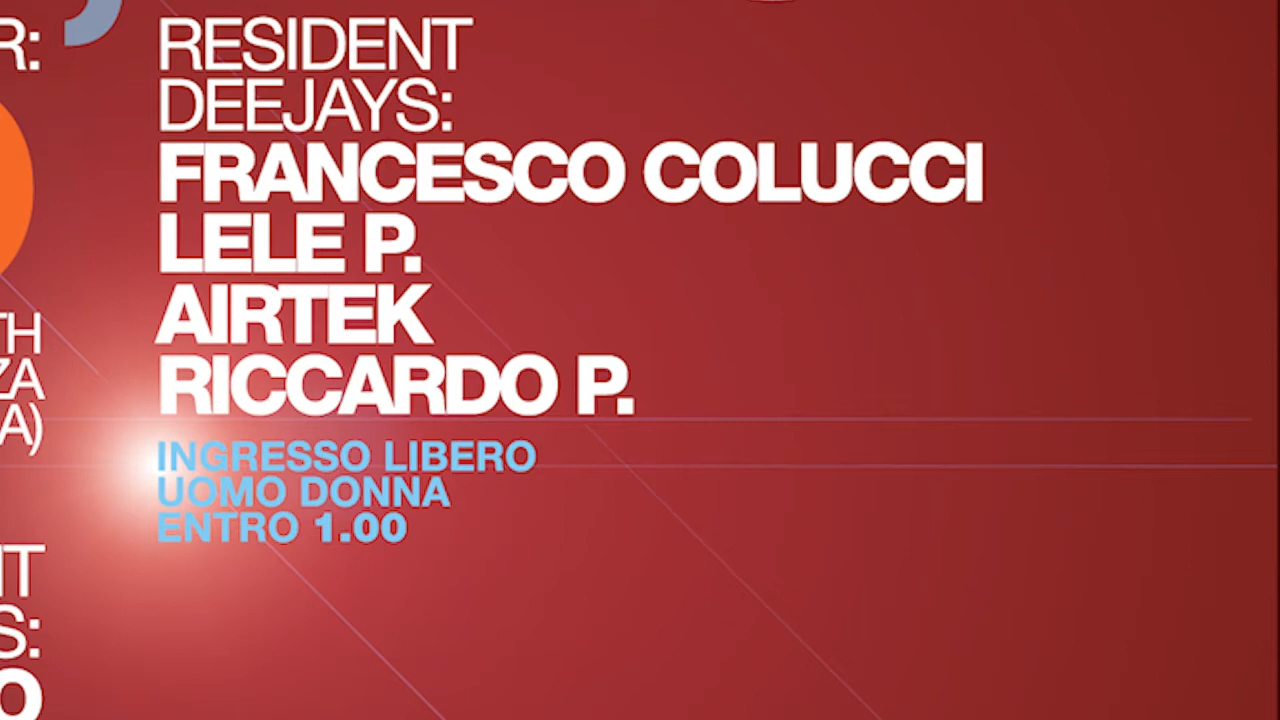 RESIDENT
DEEJAYS:
FRANCESCO COLUCCI
LELE P.
AIRTEK
RICCARDO P.
INGRESSO LIBERO
UOMO DONNA
ENTRO 1.00